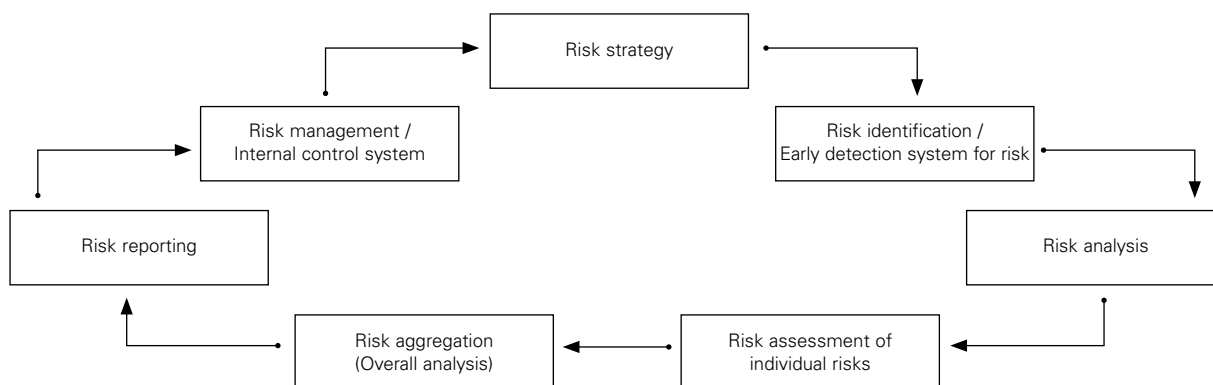 Risk strategy
Risk management /
Internal control system
Risk identification /
Early detection system for risk
Risk reporting
Risk analysis
Risk aggregation
(Overall analysis)
Risk assessment of
individual risks